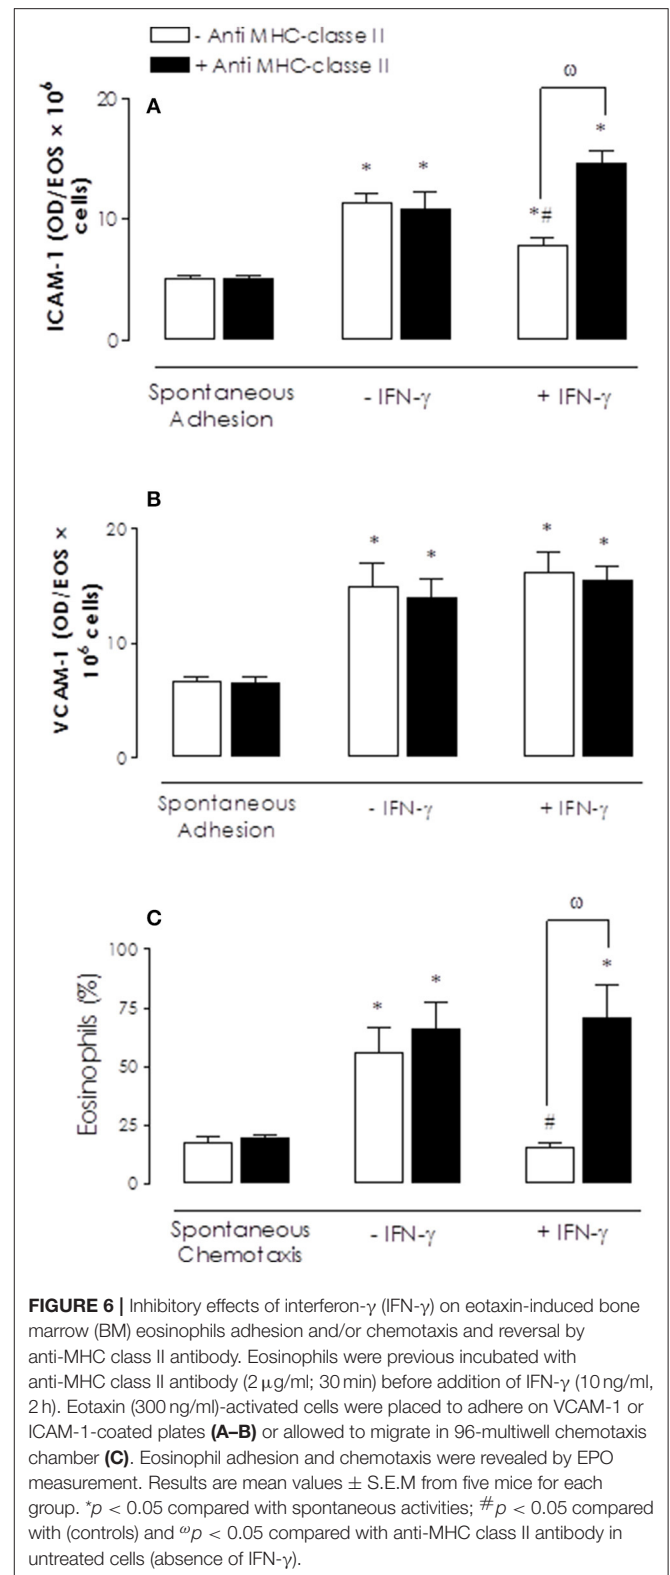 - Anti MHC-classe II
+ Anti MHC-classe II
ω
A
ICAM-1 (OD/EOS × 10⁶
cells)
20
10
0
*
*
*#
*
Spontaneous
Adhesion
- IFN-γ
+ IFN-γ
B
VCAM-1 (OD/EOS ×
10⁶ cells)
20
10
0
*
*
*
*
Spontaneous
Adhesion
- IFN-γ
+ IFN-γ
C
ω
Eosinophils (%)
100
75
50
25
0
*
*
#
*
Spontaneous
Chemotaxis
- IFN-γ
+ IFN-γ
FIGURE 6 | Inhibitory effects of interferon-γ (IFN-γ) on eotaxin-induced bone
marrow (BM) eosinophils adhesion and/or chemotaxis and reversal by
anti-MHC class II antibody. Eosinophils were previous incubated with
anti-MHC class II antibody (2 μg/ml; 30 min) before addition of IFN-γ (10 ng/ml,
2 h). Eotaxin (300 ng/ml)-activated cells were placed to adhere on VCAM-1 or
ICAM-1-coated plates (A–B) or allowed to migrate in 96-multiwell chemotaxis
chamber (C). Eosinophil adhesion and chemotaxis were revealed by EPO
measurement. Results are mean values ± S.E.M from five mice for each
group. *p < 0.05 compared with spontaneous activities; #p < 0.05 compared
with (controls) and ωp < 0.05 compared with anti-MHC class II antibody in
untreated cells (absence of IFN-γ).